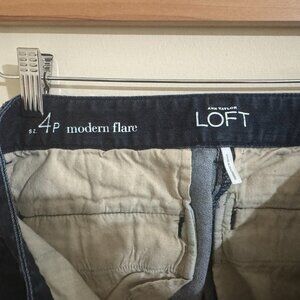 sz. 4P modern flare
ANN TAYLOR
LOFT